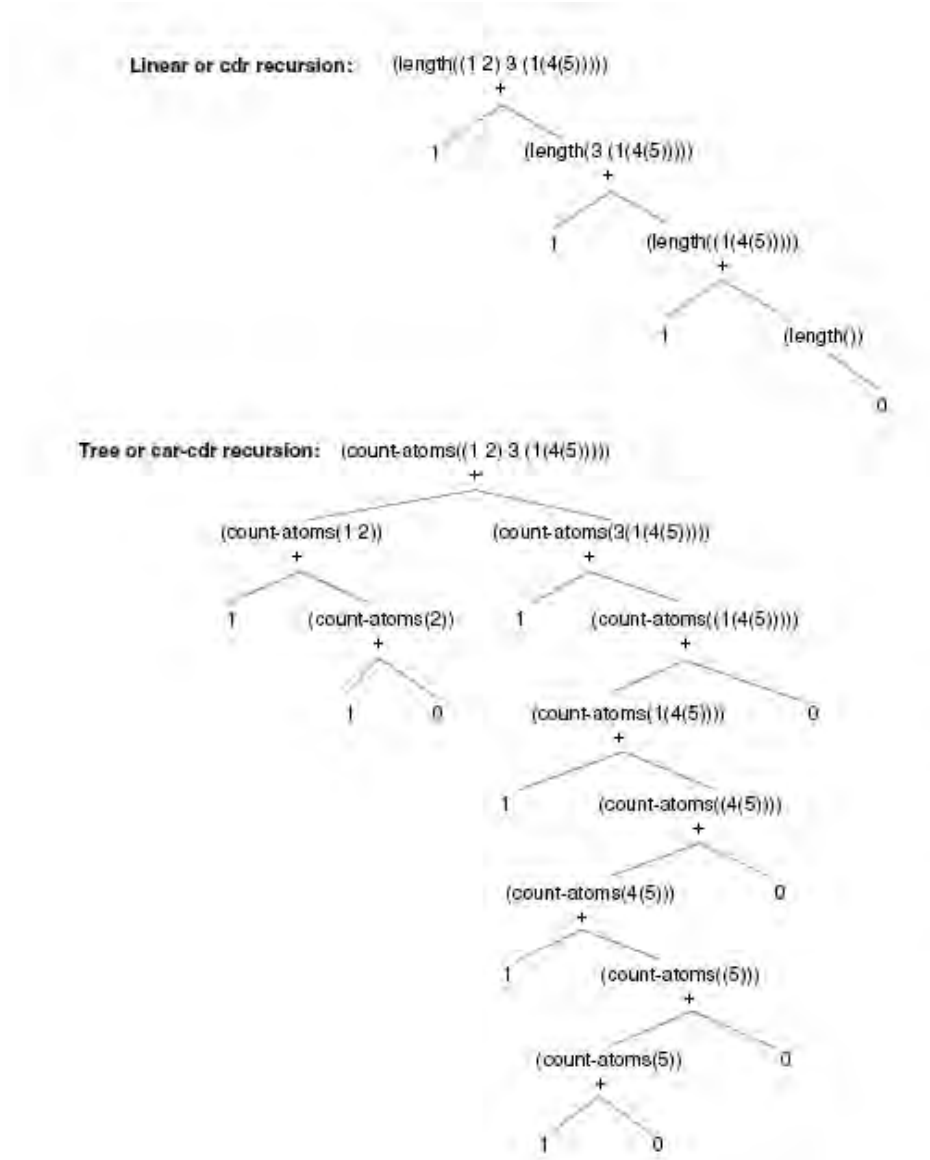 Linear or cdr recursion: (length((1 2) 3 (1(4(5)))))
+
1 (length(3 (1(4(5)))))
+
1 (length((1(4(5)))))
+
1 (length())
0
Tree or car-cdr recursion: (count-atoms((1 2) 3 (1(4(5)))))
+
(count-atoms(1 2)) (count-atoms(3(1(4(5)))))
+ +
1 (count-atoms(2)) 1 (count-atoms((1(4(5)))))
+ +
1 0 (count-atoms(1(4(5)))) 0
+
1 (count-atoms((4(5))))
+
(count-atoms(4(5))) 0
+
1 (count-atoms((5)))
+
(count-atoms(5)) 0
+
1 0